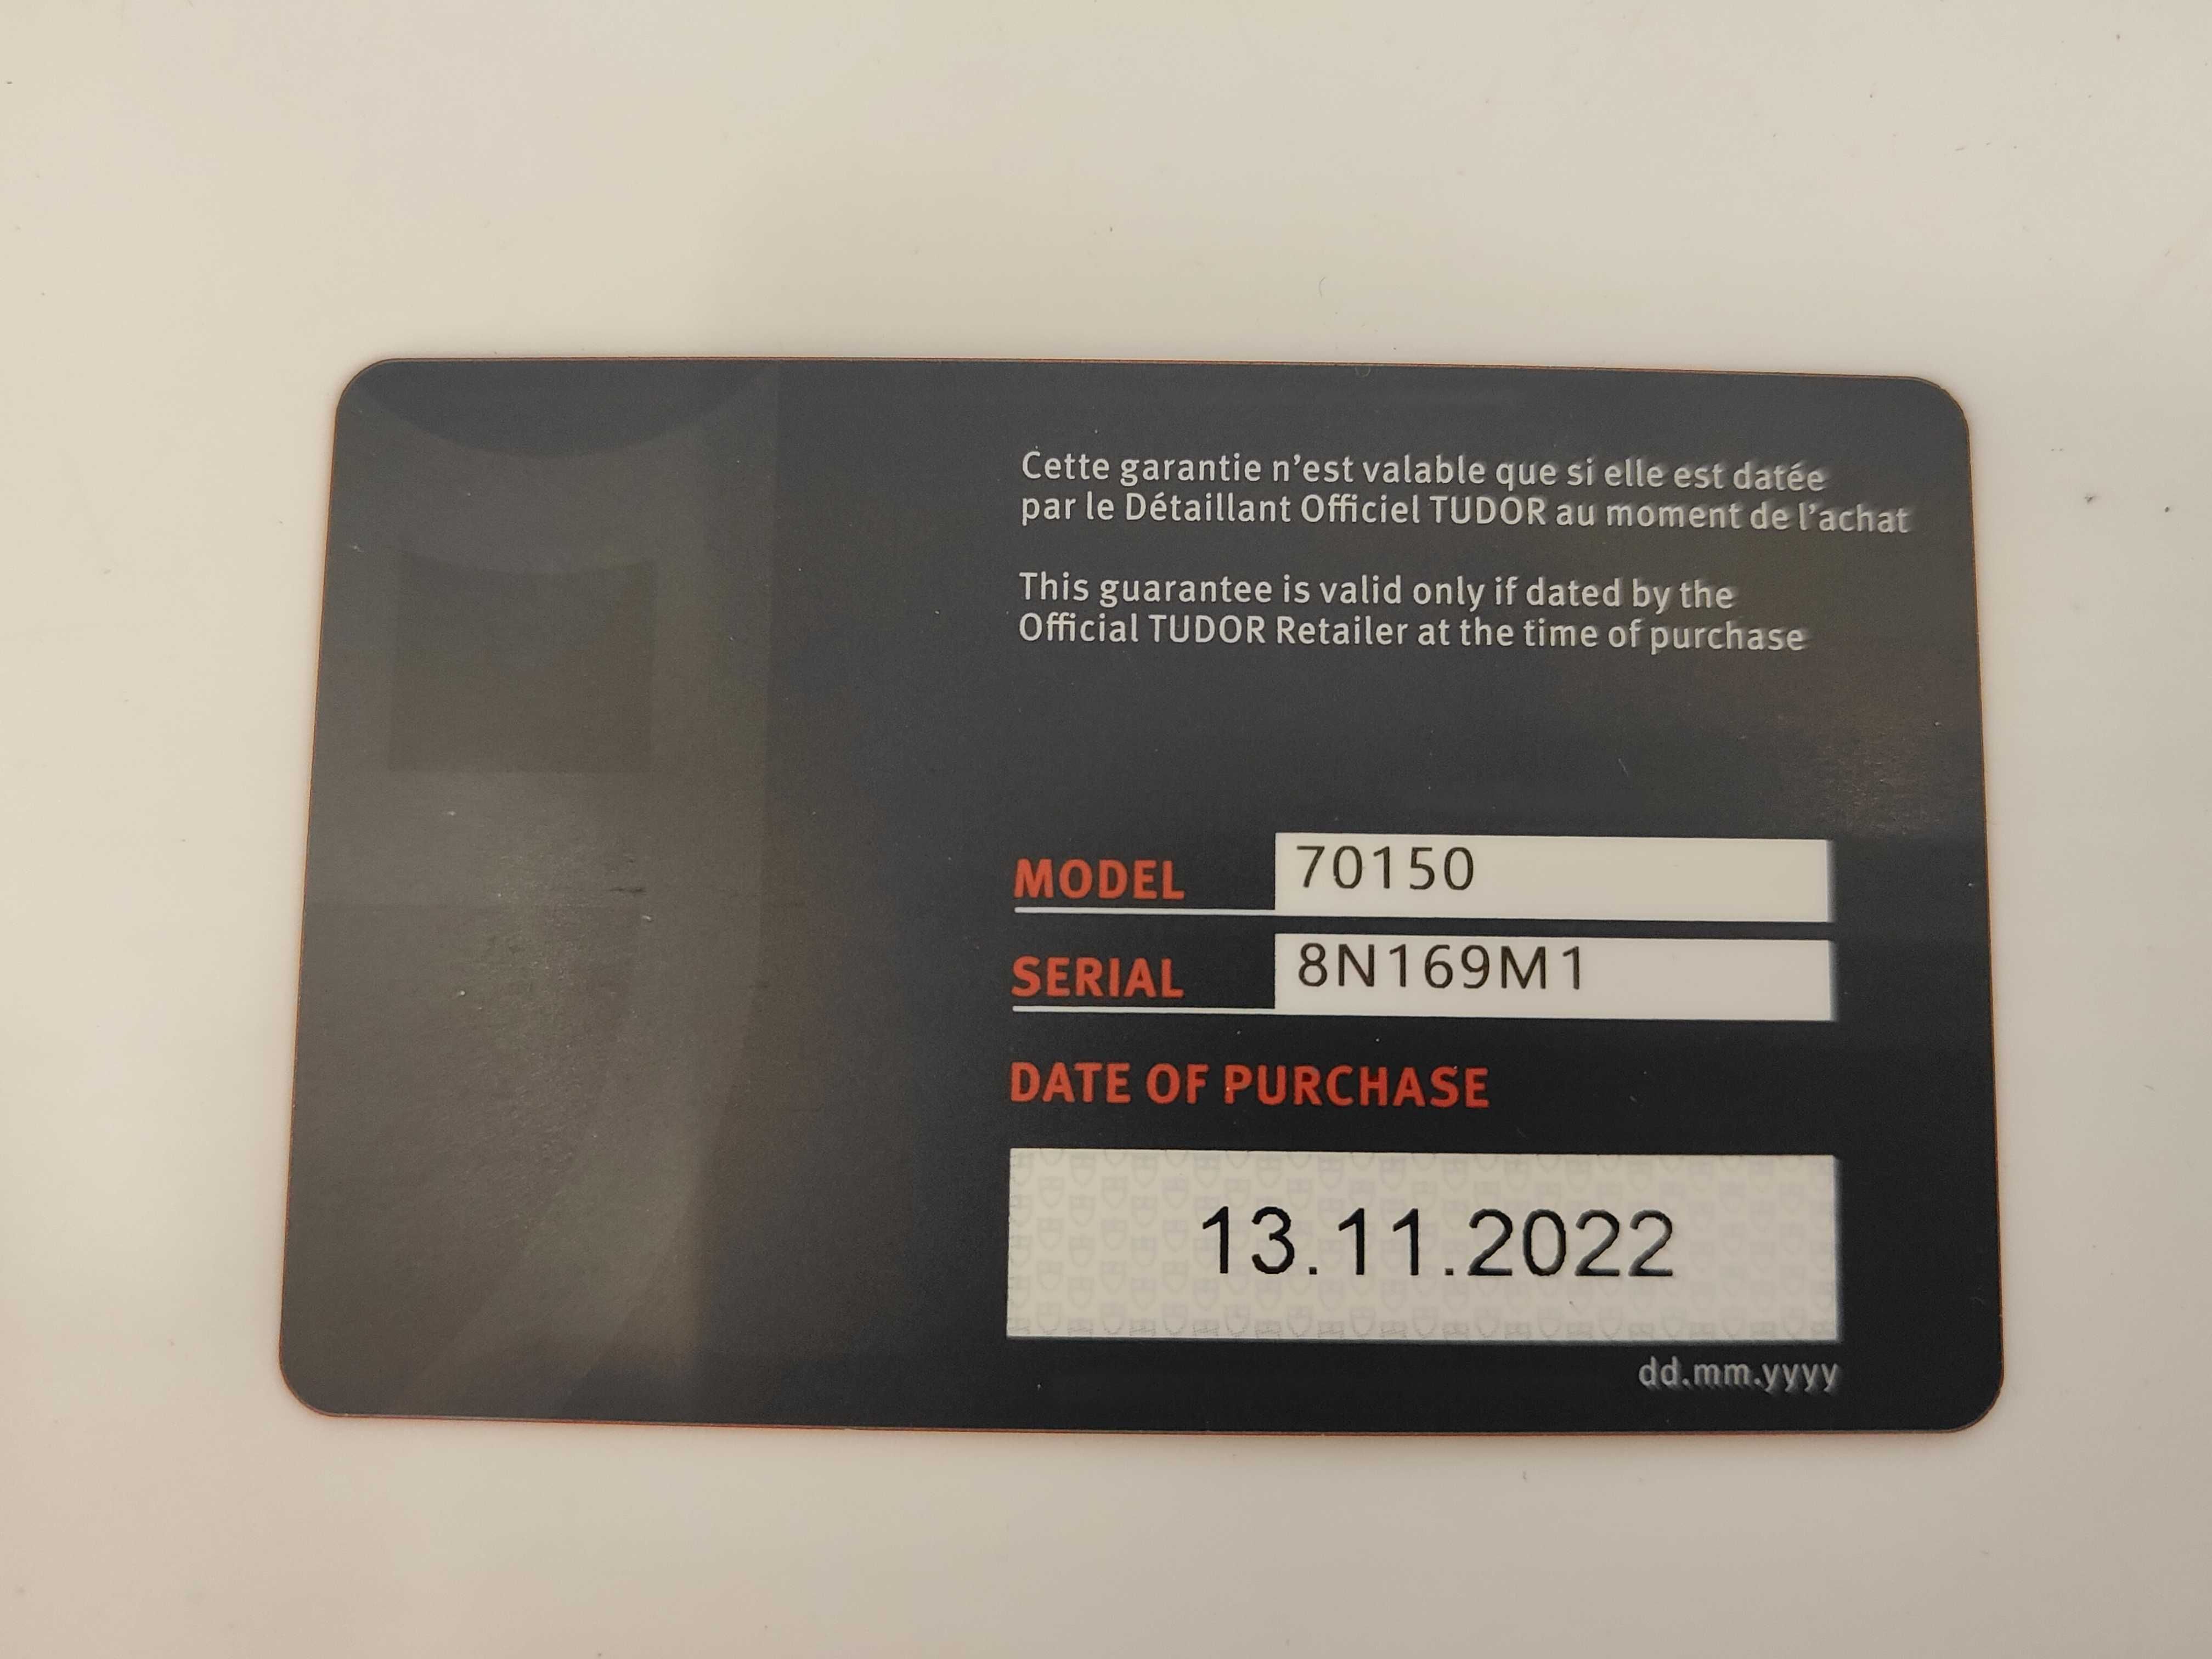 Cette garantie n'est valable que si elle est datée
par le Détaillant Officiel TUDOR au moment de l'achat
This guarantee is valid only if dated by the
Official TUDOR Retailer at the time of purchase
MODEL 70150
SERIAL 8N169M1
DATE OF PURCHASE
13.11.2022
dd.mm.yyyy